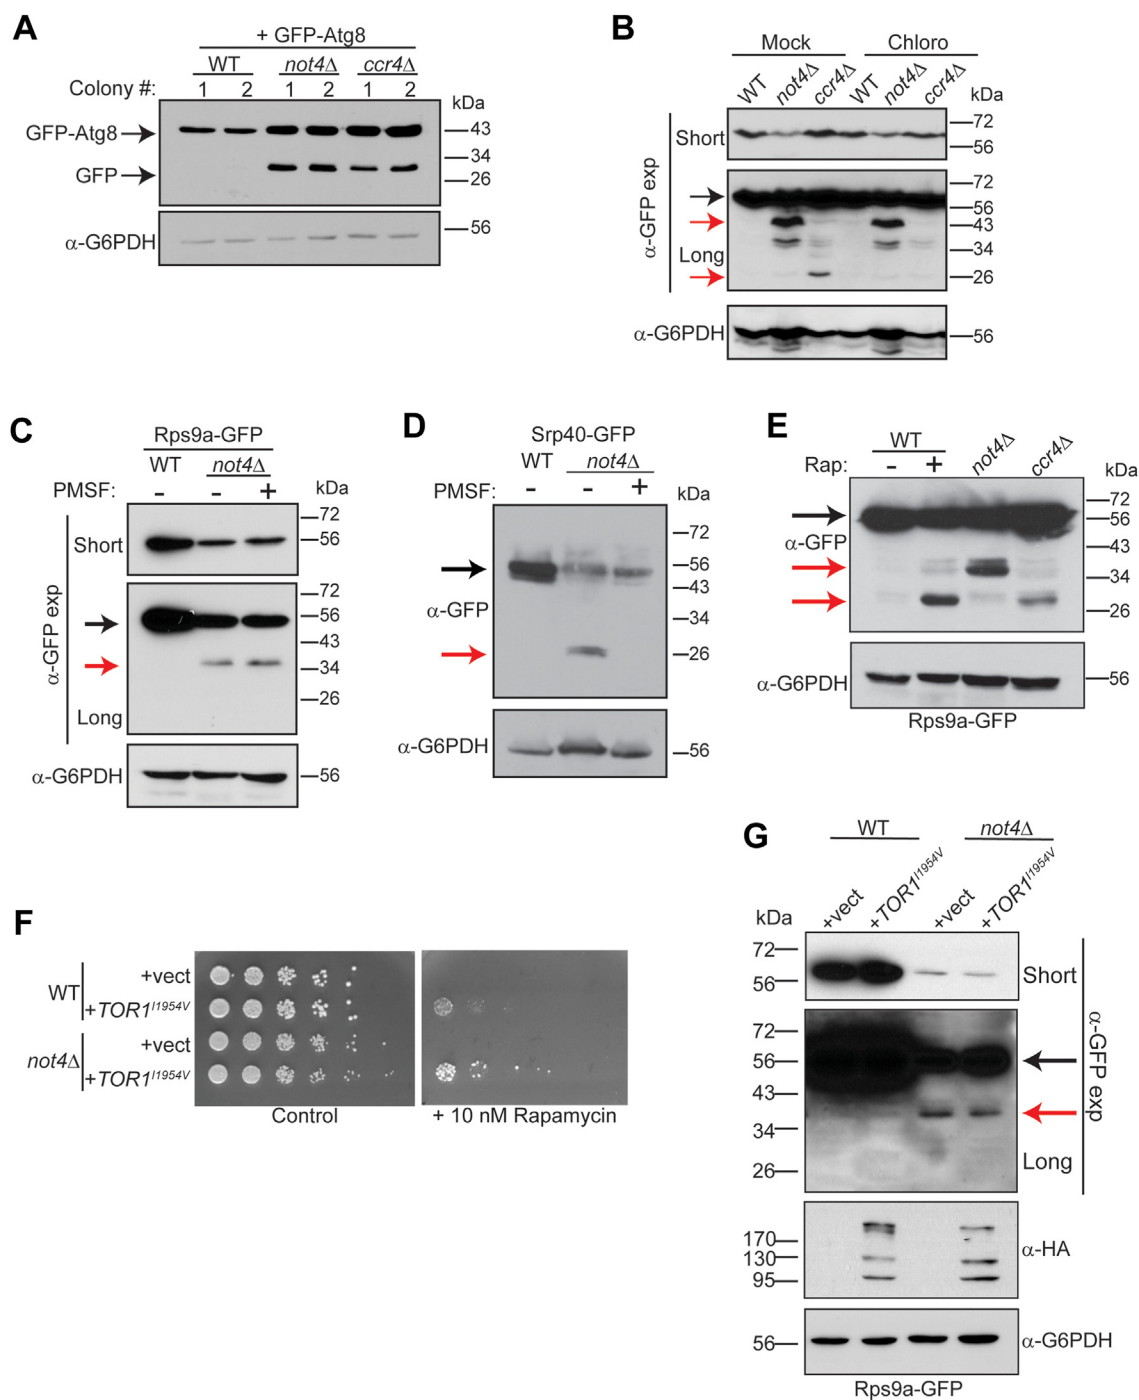 A
+ GFP-Atg8
WT not4Δ ccr4Δ
Colony #: 1 2 1 2 1 2 kDa
GFP-Atg8 43
34
GFP 26
α-G6PDH 56
B
Mock Chloro
WT not4Δ ccr4Δ WT not4Δ ccr4Δ kDa
Short 72
56
α-GFP exp
72
56
43
Long 34
26
α-G6PDH 56
C
Rps9a-GFP
WT not4Δ
PMSF: - - + kDa
72
Short 56
α-GFP exp
72
56
43
34
26
Long
α-G6PDH 56
D
Srp40-GFP
WT not4Δ
PMSF: - - + kDa
72
56
43
α-GFP
34
26
α-G6PDH 56
E
WT not4Δ ccr4Δ
Rap: - + kDa
72
56
α-GFP 43
34
26
α-G6PDH 56
Rps9a-GFP
F
WT +vect
+TOR1I1954V
not4Δ +vect
+TOR1I1954V
Control + 10 nM Rapamycin
G
WT not4Δ
+vect +TOR1I1954V +vect +TOR1I1954V
kDa
72
56 Short
α-GFP exp
72
56
43
34
26 Long
170
130 α-HA
95
56 α-G6PDH
Rps9a-GFP